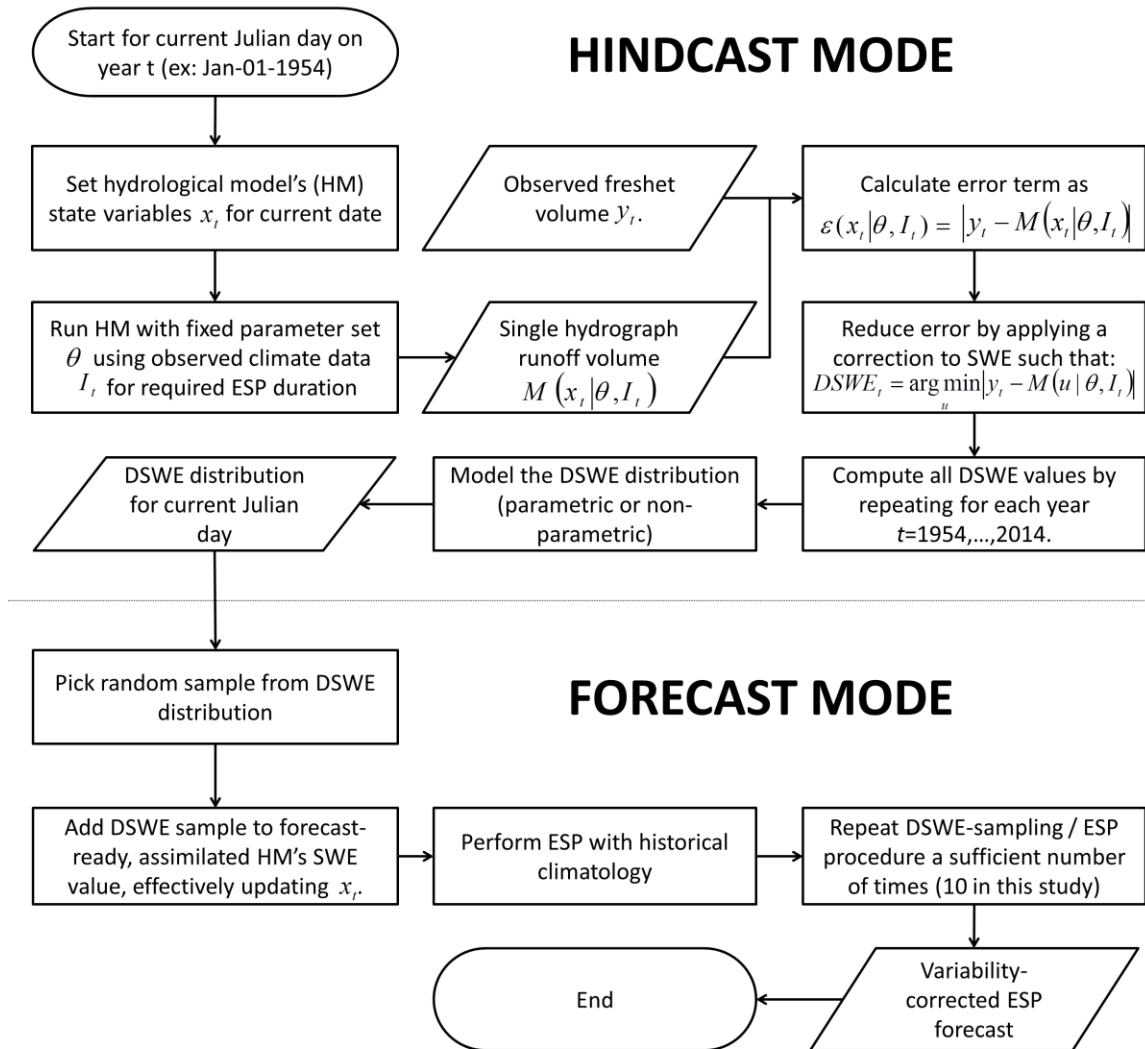 Start for current Julian day on
year t (ex: Jan-01-1954)
HINDCAST MODE
Set hydrological model’s (HM)
state variables x_t for current date
Observed freshet
volume y_t.
Calculate error term as
ε(x_t|θ, I_t) = |y_t − M(x_t|θ,I_t)|
Run HM with fixed parameter set
θ using observed climate data
I_t for required ESP duration
Single hydrograph
runoff volume
M(x_t|θ,I_t)
Reduce error by applying a
correction to SWE such that:
DSWE_t = arg min_u|y_t − M(u | θ, I_t)|
DSWE distribution
for current Julian
day
Model the DSWE distribution
(parametric or non-
parametric)
Compute all DSWE values by
repeating for each year
t=1954,...,2014.
Pick random sample from DSWE
distribution
FORECAST MODE
Add DSWE sample to forecast-
ready, assimilated HM’s SWE
value, effectively updating x_t.
Perform ESP with historical
climatology
Repeat DSWE-sampling / ESP
procedure a sufficient number
of times (10 in this study)
End
Variability-
corrected ESP
forecast